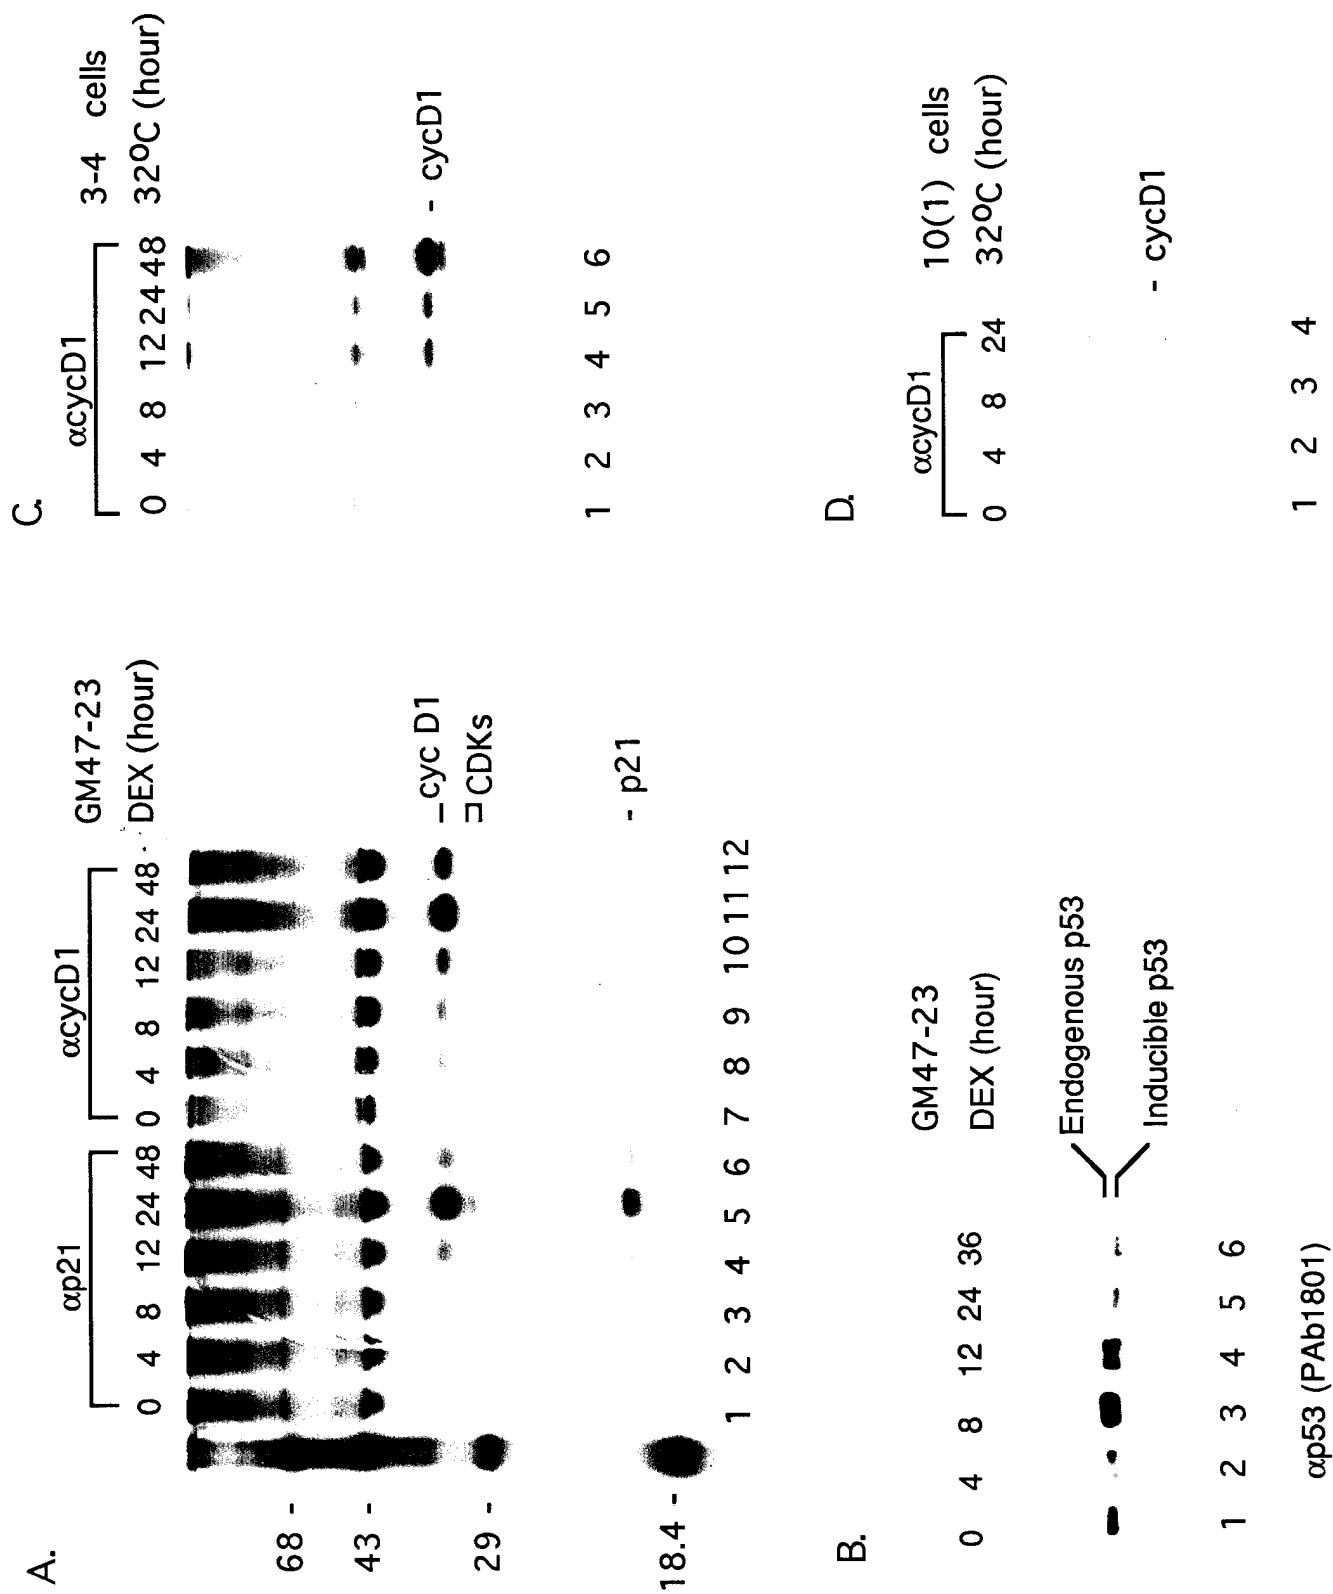 A.
αp21 αcycD1 GM47-23
0 4 8 12 24 48 0 4 8 12 24 48 DEX (hour)
68 -
43 -
cyc D1
29 - CDKs
- p21
18.4 -
1 2 3 4 5 6 7 8 9 10 11 12
B.
GM47-23
0 4 8 12 24 36 DEX (hour)
Endogenous p53
Inducible p53
1 2 3 4 5 6
αp53 (PAb1801)
C.
αcycD1 3-4 cells
0 4 8 12 24 48 32ºC (hour)
- cycD1
1 2 3 4 5 6
D.
αcycD1 10(1) cells
0 4 8 24 32ºC (hour)
- cycD1
1 2 3 4